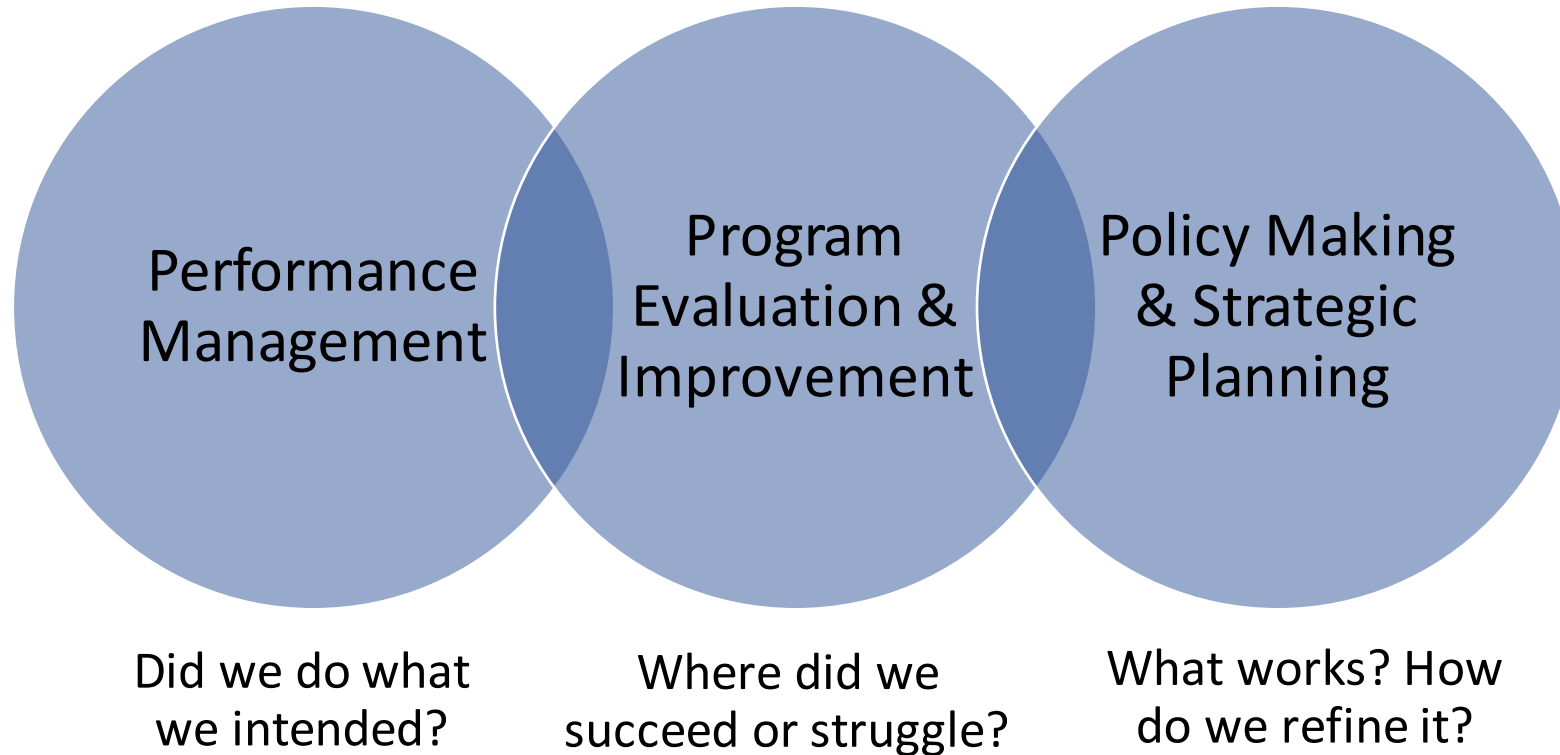 Performance
Management
Program
Evaluation &
Improvement
Policy Making
& Strategic
Planning
Did we do what
we intended?
Where did we
succeed or struggle?
What works? How
do we refine it?